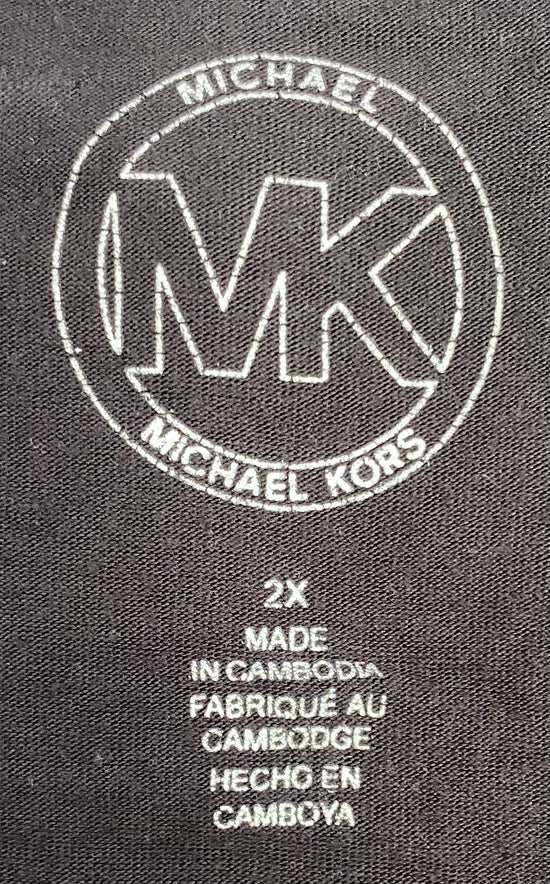 MICHAEL
MK
MICHAEL KORS
2X
MADE
IN CAMBODIA
FABRIQUÉ AU
CAMBODGE
HECHO EN
CAMBOYA